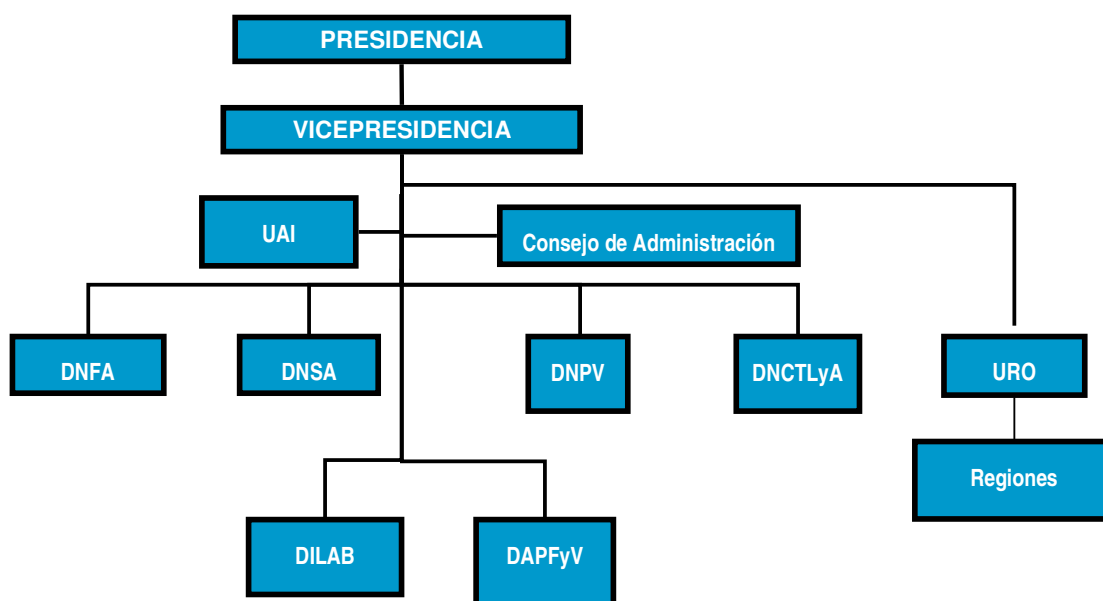 PRESIDENCIA
VICEPRESIDENCIA
UAI
Consejo de Administración
DNFA
DNSA
DNPV
DNCTLyA
URO
Regiones
DILAB
DAPFyV